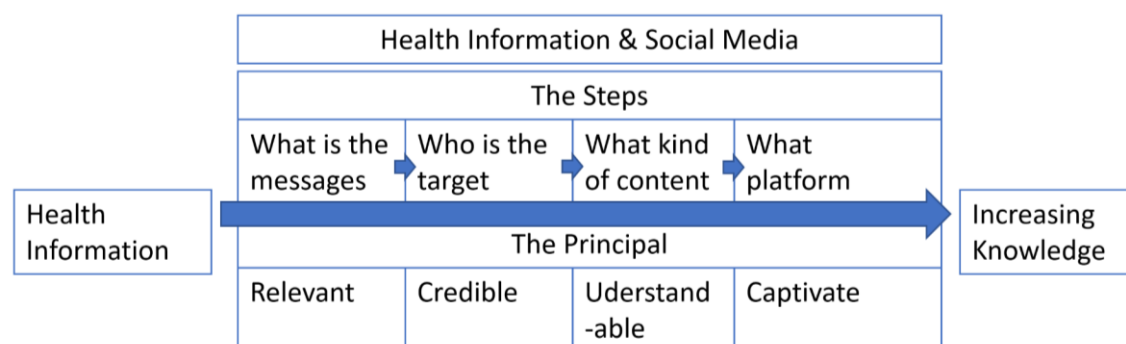 Health Information & Social Media
The Steps
What is the
messages
Who is the
target
What kind
of content
What
platform
Health
Information
Increasing
Knowledge
The Principal
Relevant
Credible
Uderstand
-able
Captivate